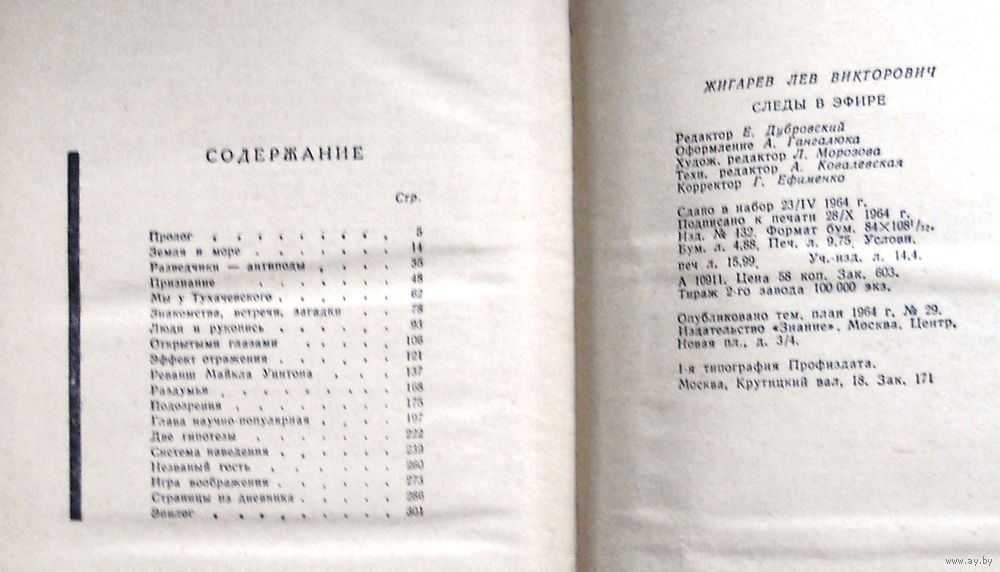 СОДЕРЖАНИЕ
Стр.
Пролог . . . . . . . . . . 5
Земля и море . . . . . . . . 14
Разведчики — антиподы . . . . . 35
Признание . . . . . . . . 48
Мы у Тухачевского . . . . . . . 62
Знакомства, встречи, загадки . . 78
Люди и рукопись . . . . . . . 93
Открытыми глазами . . . . . . 106
Эффект отражения . . . . . . . 121
Реванш Майкла Уинтона . . . . 137
Раздумья . . . . . . . . . 168
Подозрения . . . . . . . . 175
Глава научно-популярная . . . . . 197
Две гипотезы . . . . . . . . 222
Система наведения . . . . . . 239
Незваный гость . . . . . . . 260
Игра воображения . . . . . . . 273
Страницы из дневника . . . . . . 286
Эпилог . . . . . . . . . 301
ЖИГАРЕВ ЛЕВ ВИКТОРОВИЧ
СЛЕДЫ В ЭФИРЕ
Редактор Е. Дубровский
Оформление А. Гангалюка
Худож. редактор Л. Морозова
Техн. редактор А. Ковалевская
Корректор Г. Ефименко
Сдано в набор 23/IV 1964 г.
Подписано к печати 28/X 1964 г.
Изд. № 132. Формат бум. 84×108¹/₃₂.
Бум. л. 4,88. Печ. л. 9,75. Условн.
печ л. 15,99. Уч.-изд. л. 14,4.
А 10911. Цена 58 коп. Зак. 603.
Тираж 2-го завода 100 000 экз.
Опубликовано тем. план 1964 г. № 29.
Издательство «Знание». Москва, Центр,
Новая пл., д. 3/4.
1-я типография Профиздата.
Москва, Крутицкий вал, 18. Зак. 171
www.ay.by